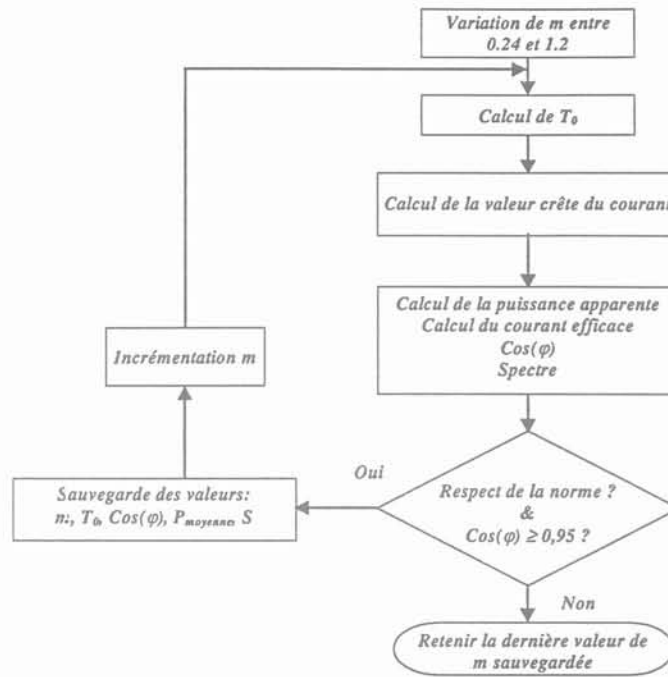 Variation de m entre
0.24 et 1.2
Calcul de T₀
Calcul de la valeur crête du courant
Calcul de la puissance apparente
Calcul du courant efficace
Cos(φ)
Spectre
Incrémentation m
Oui
Respect de la norme ?
&
Cos(φ) ≥ 0,95 ?
Sauvegarde des valeurs:
m, T₀, Cos(φ), Pmoyenne, S
Non
Retenir la dernière valeur de
m sauvegardée